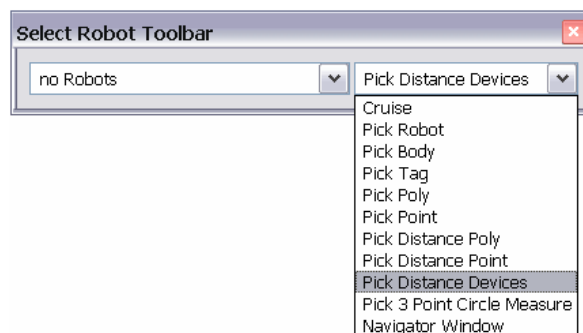 Select Robot Toolbar
no Robots
Pick Distance Devices
Cruise
Pick Robot
Pick Body
Pick Tag
Pick Poly
Pick Point
Pick Distance Poly
Pick Distance Point
Pick Distance Devices
Pick 3 Point Circle Measure
Navigator Window